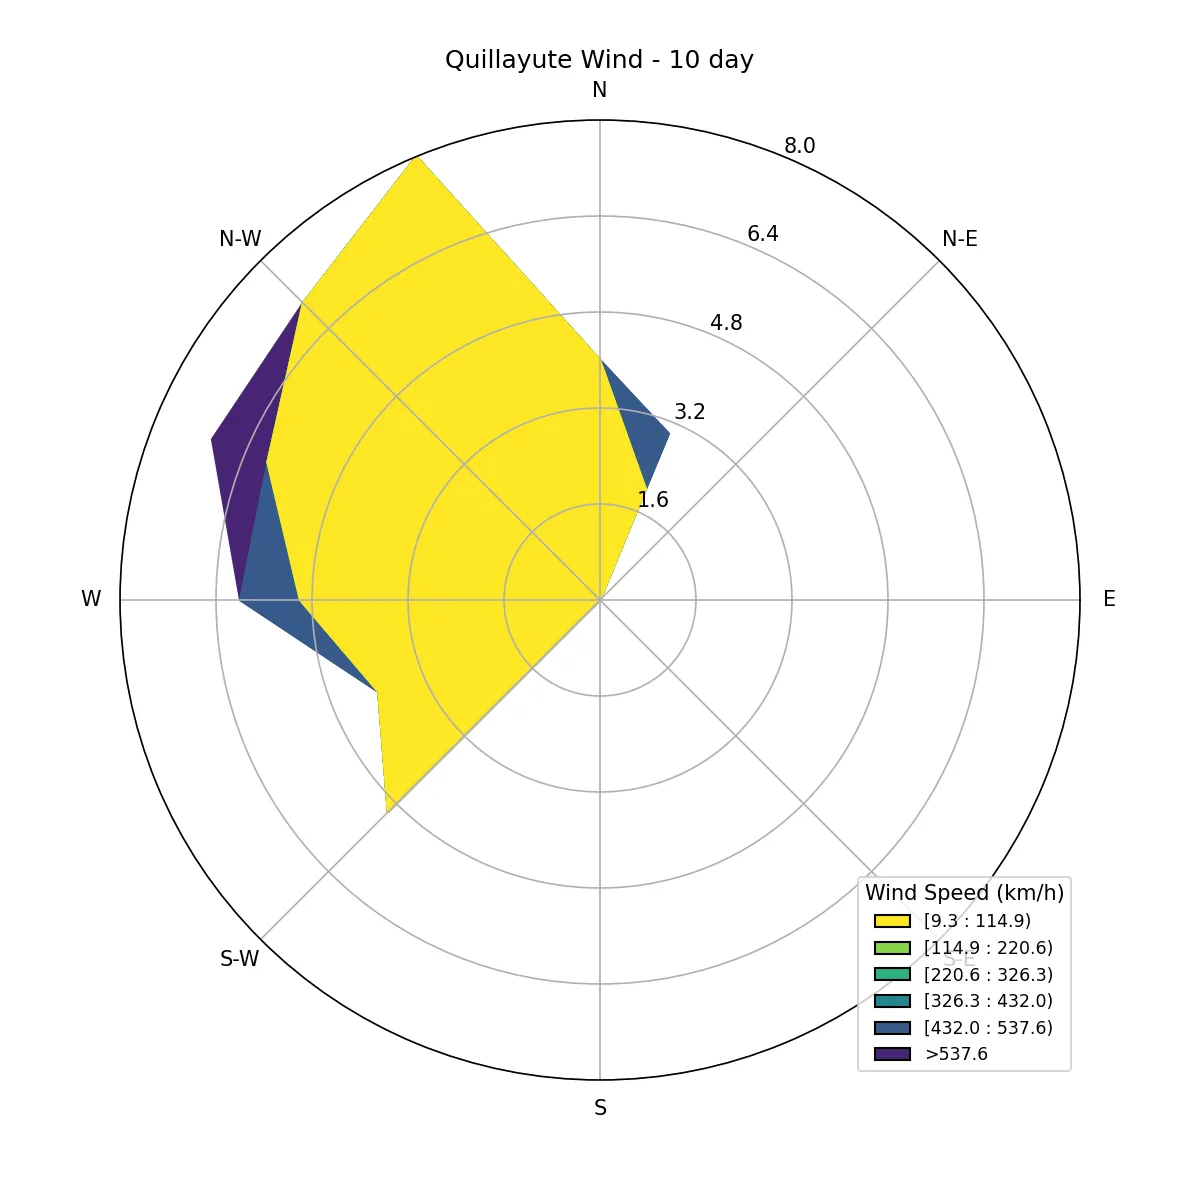 Quillayute Wind - 10 day
N
8.0
N-W
6.4
N-E
4.8
3.2
1.6
W
E
S-W
S-E
S
Wind Speed (km/h)
[9.3 : 114.9)
[114.9 : 220.6)
[220.6 : 326.3)
[326.3 : 432.0)
[432.0 : 537.6)
>537.6